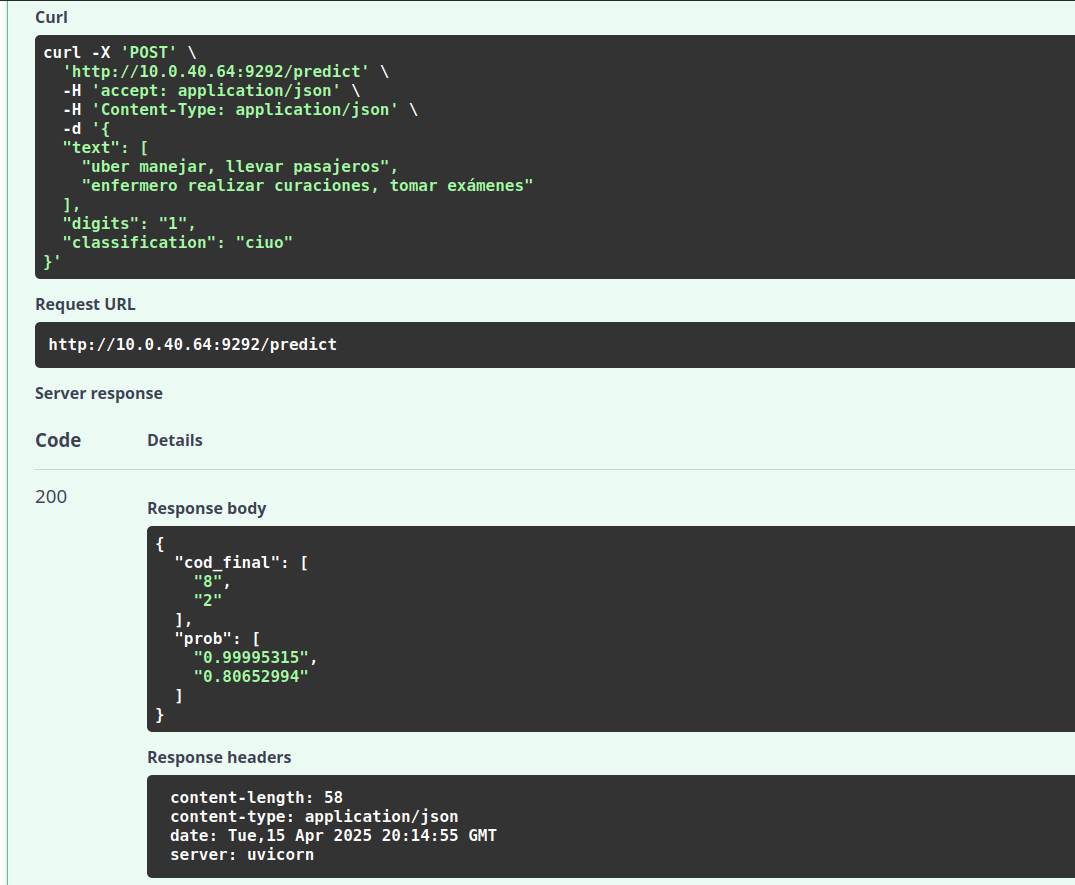 Curl
curl -X 'POST' \
'http://10.0.40.64:9292/predict' \
-H 'accept: application/json' \
-H 'Content-Type: application/json' \
-d '{
"text": [
"uber manejar, llevar pasajeros",
"enfermero realizar curaciones, tomar exámenes"
],
"digits": "1",
"classification": "ciuo"
}'
Request URL
http://10.0.40.64:9292/predict
Server response
Code Details
200
Response body
{
"cod_final": [
"8",
"2"
],
"prob": [
"0.99995315",
"0.80652994"
]
}
Response headers
content-length: 58
content-type: application/json
date: Tue,15 Apr 2025 20:14:55 GMT
server: uvicorn